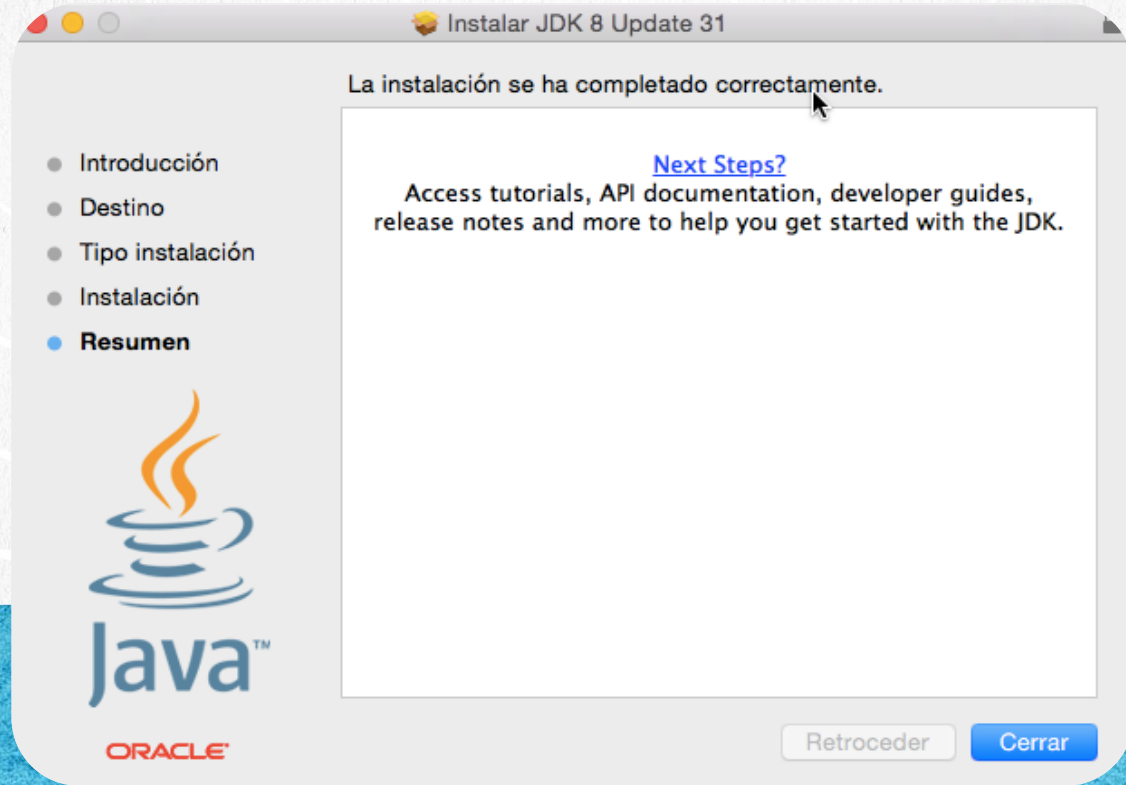 Instalar JDK 8 Update 31
La instalación se ha completado correctamente.
Introducción
Destino
Tipo instalación
Instalación
Resumen
Next Steps?
Access tutorials, API documentation, developer guides,
release notes and more to help you get started with the JDK.
Java™
ORACLE®
Retroceder
Cerrar